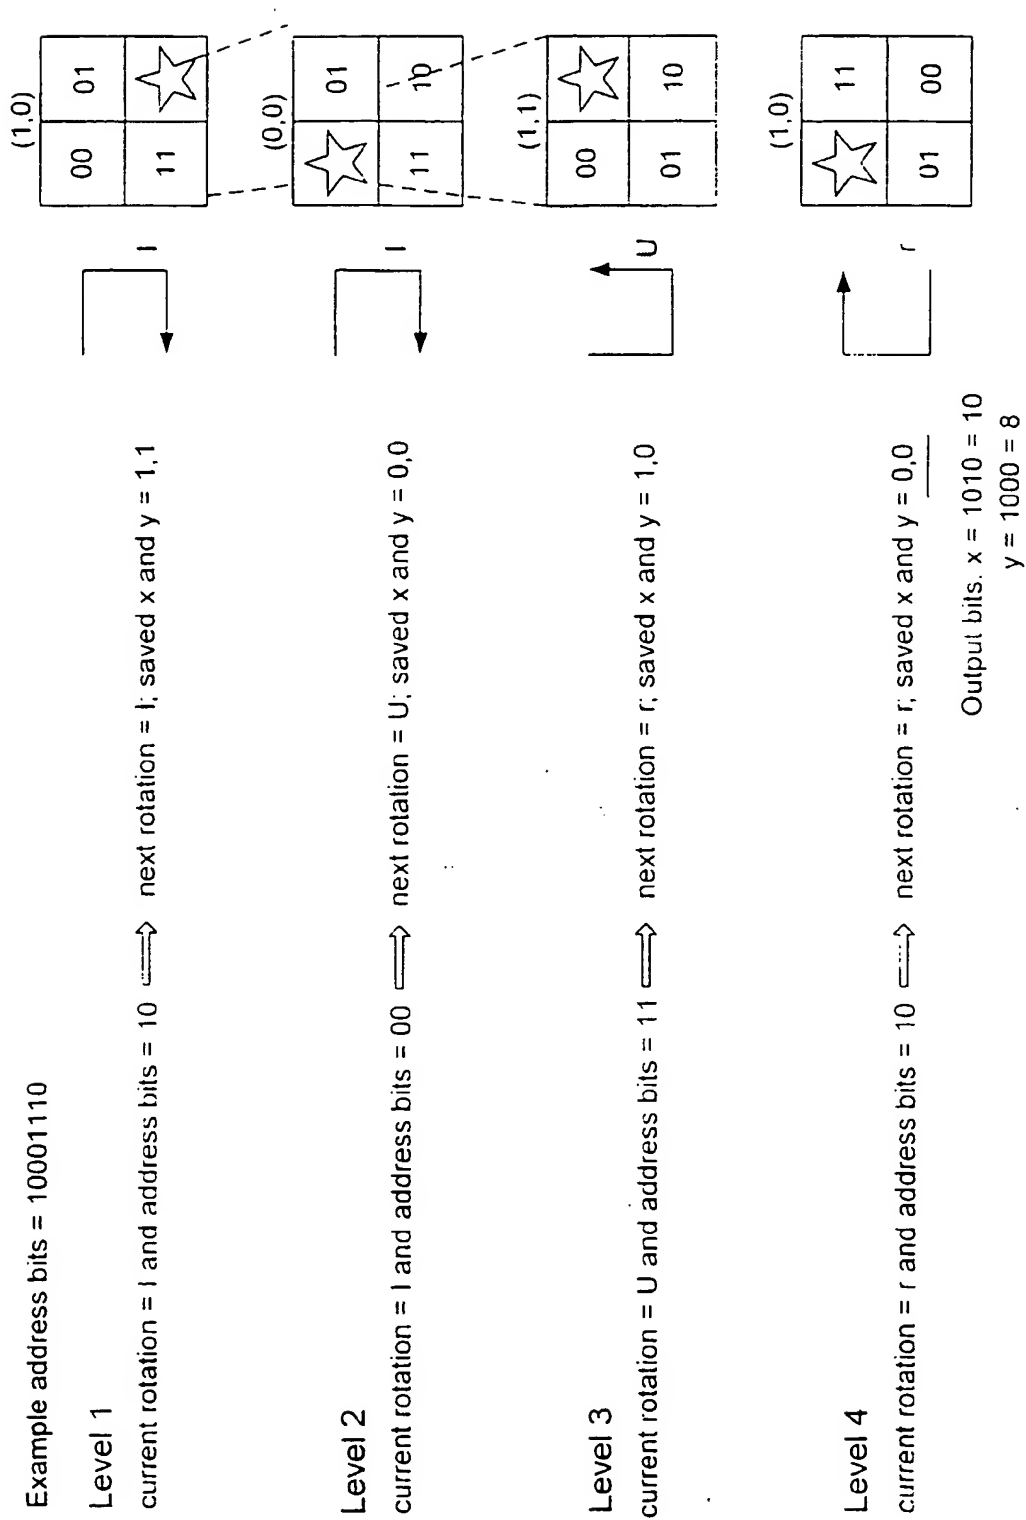 Example address bits = 10001110
(1,0)
00 01
Level 1
11
current rotation = l and address bits = 10 next rotation = l; saved x and y = 1,1 l
(0,0)
01
Level 2
11 10
current rotation = l and address bits = 00 next rotation = U; saved x and y = 0,0 l
(1,1)
00
Level 3
01 10
current rotation = U and address bits = 11 next rotation = r; saved x and y = 1,0 U
(1,0)
11
Level 4
01 00
current rotation = r and address bits = 10 next rotation = r; saved x and y = 0,0 r
Output bits. x = 1010 = 10
y = 1000 = 8